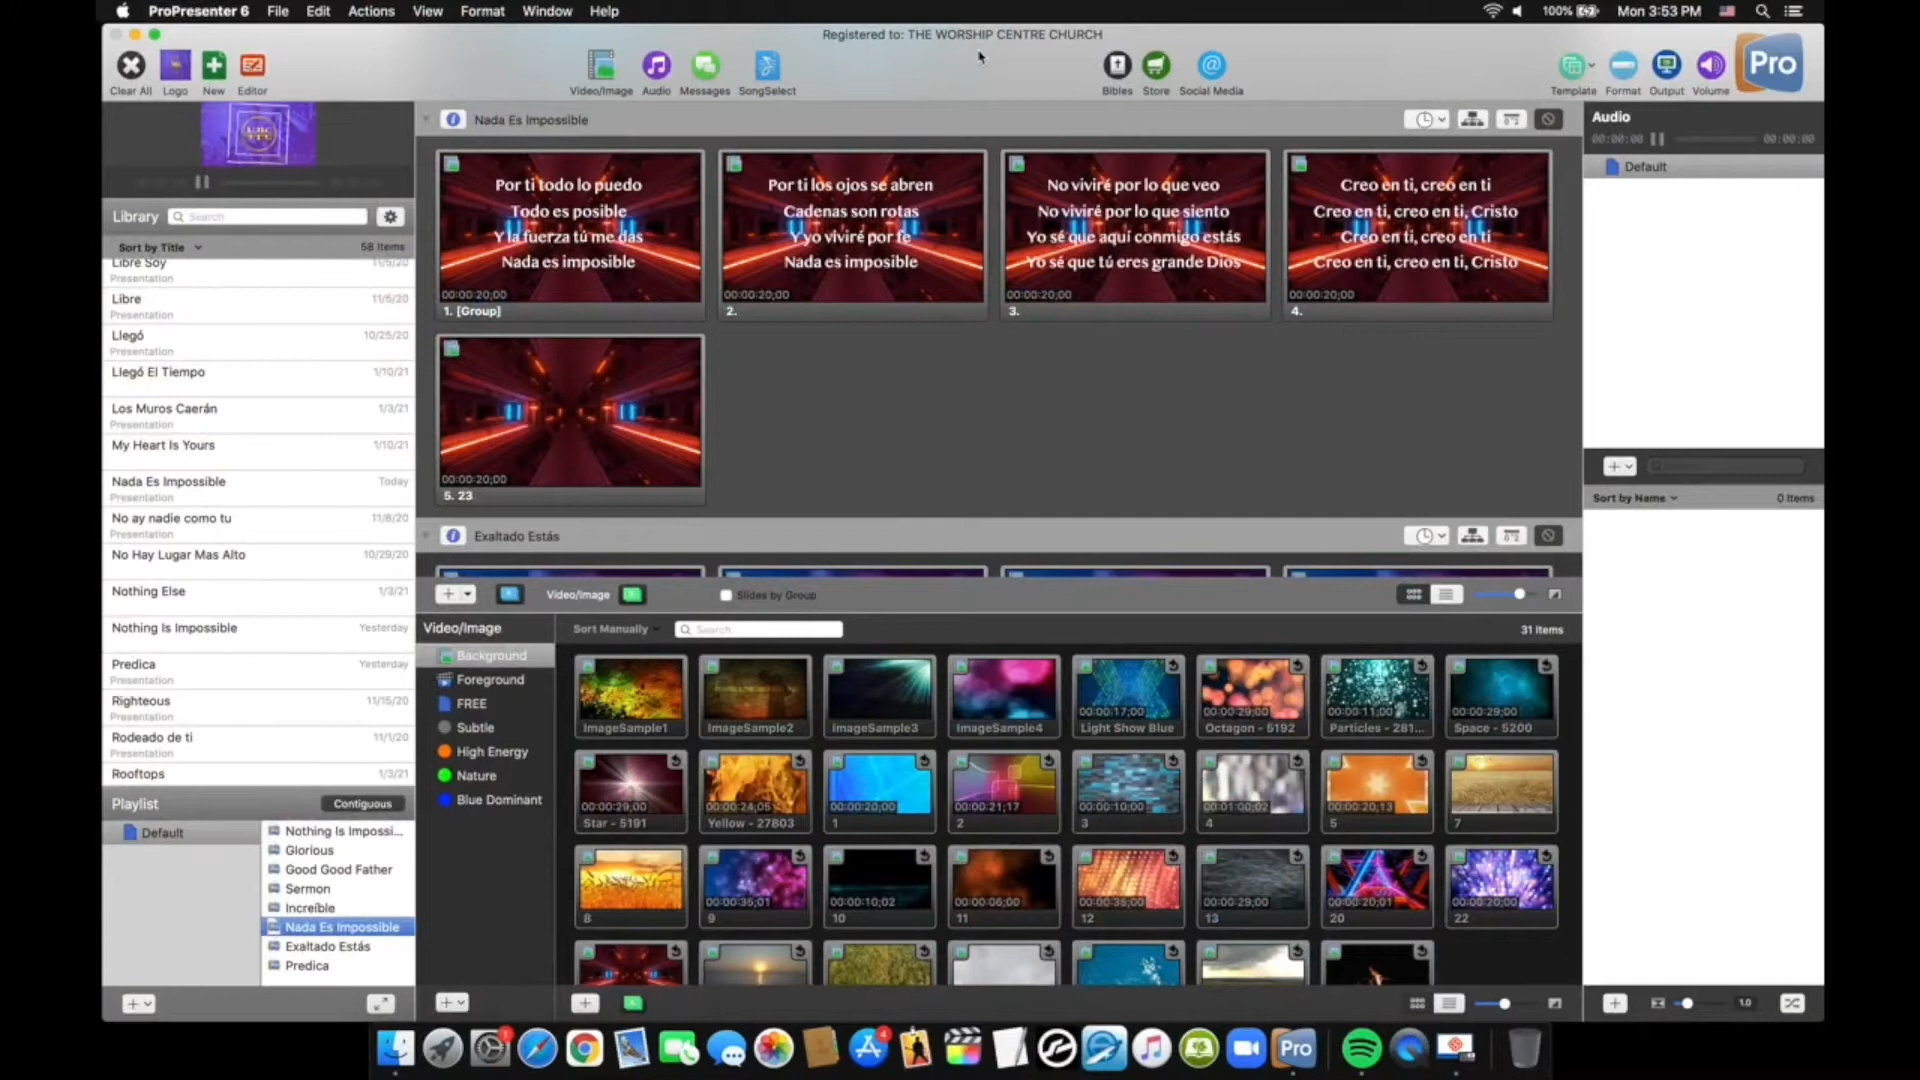 ProPresenter 6 File Edit Actions View Format Window Help 100% Mon 3:53 PM
Registered to: THE WORSHIP CENTRE CHURCH
Clear All Logo New Editor Video/Image Audio Messages SongSelect Bibles Store Social Media Template Format Output Volume Pro
Library Search
Sort by Title 58 Items
Libre Soy 11/5/20
Presentation
Libre 11/5/20
Presentation
Llegó 10/25/20
Presentation
Llegó El Tiempo 1/10/21
Los Muros Caerán 1/3/21
Presentation
My Heart Is Yours 1/10/21
Nada Es Impossible Today
Presentation
No ay nadie como tu 11/8/20
Presentation
No Hay Lugar Mas Alto 10/29/20
Nothing Else 1/3/21
Nothing Is Impossible Yesterday
Predica Yesterday
Presentation
Righteous 11/15/20
Presentation
Rodeado de ti 11/1/20
Presentation
Rooftops 1/3/21
Playlist Contiguous
Default
Nothing Is Impossi...
Glorious
Good Good Father
Sermon
Increíble
Nada Es Impossible
Exaltado Estás
Predica
Nada Es Impossible
Por ti todo lo puedo
Todo es posible
Y la fuerza tú me das
Nada es imposible
00:00:20;00
1. [Group]
Por ti los ojos se abren
Cadenas son rotas
Y yo viviré por fe
Nada es imposible
00:00:20;00
2.
No viviré por lo que veo
No viviré por lo que siento
Yo sé que aquí conmigo estás
Yo sé que tú eres grande Dios
00:00:20;00
3.
Creo en ti, creo en ti
Creo en ti, creo en ti, Cristo
Creo en ti, creo en ti
Creo en ti, creo en ti, Cristo
00:00:20;00
4.
00:00:20;00
5. 23
Exaltado Estás
Video/Image Slides by Group
Video/Image Sort Manually Search 31 Items
Background
Foreground
FREE
Subtle
High Energy
Nature
Blue Dominant
ImageSample1 ImageSample2 ImageSample3 ImageSample4
00:00:17;00 00:00:29;00 00:00:11;00 00:00:29;00
Light Show Blue Octagon - 5192 Particles - 281... Space - 5200
00:00:29;00 00:00:24;05 00:00:20;00 00:00:21;17 00:00:10;00 00:01:00;02 00:00:20;13
Star - 5191 Yellow - 27803 1 2 3 4 5 7
00:00:35;01 00:00:10;02 00:00:06;00 00:00:35;00 00:00:29;00 00:00:20;01 00:00:20;00
8 9 10 11 12 13 20 22
Audio
00:00:00 00:00:00
Default
Sort by Name 0 Items
1.0
1 4
Pro